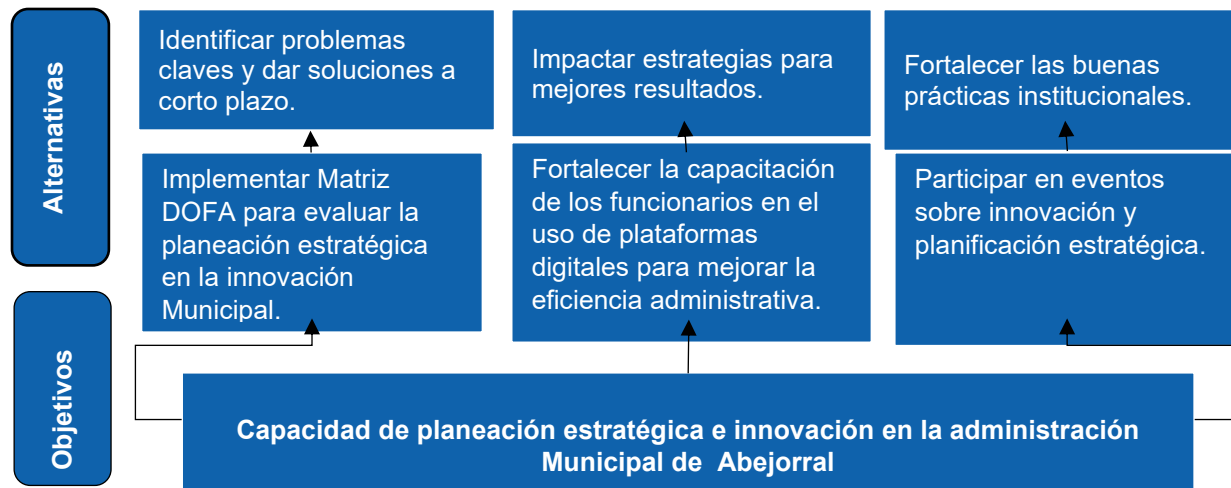 Alternativas
Identificar problemas
claves y dar soluciones a
corto plazo.
Impactar estrategias para
mejores resultados.
Fortalecer las buenas
prácticas institucionales.
Implementar Matriz
DOFA para evaluar la
planeación estratégica
en la innovación
Municipal.
Fortalecer la capacitación
de los funcionarios en el
uso de plataformas
digitales para mejorar la
eficiencia administrativa.
Participar en eventos
sobre innovación y
planificación estratégica.
Objetivos
Capacidad de planeación estratégica e innovación en la administración
Municipal de Abejorral